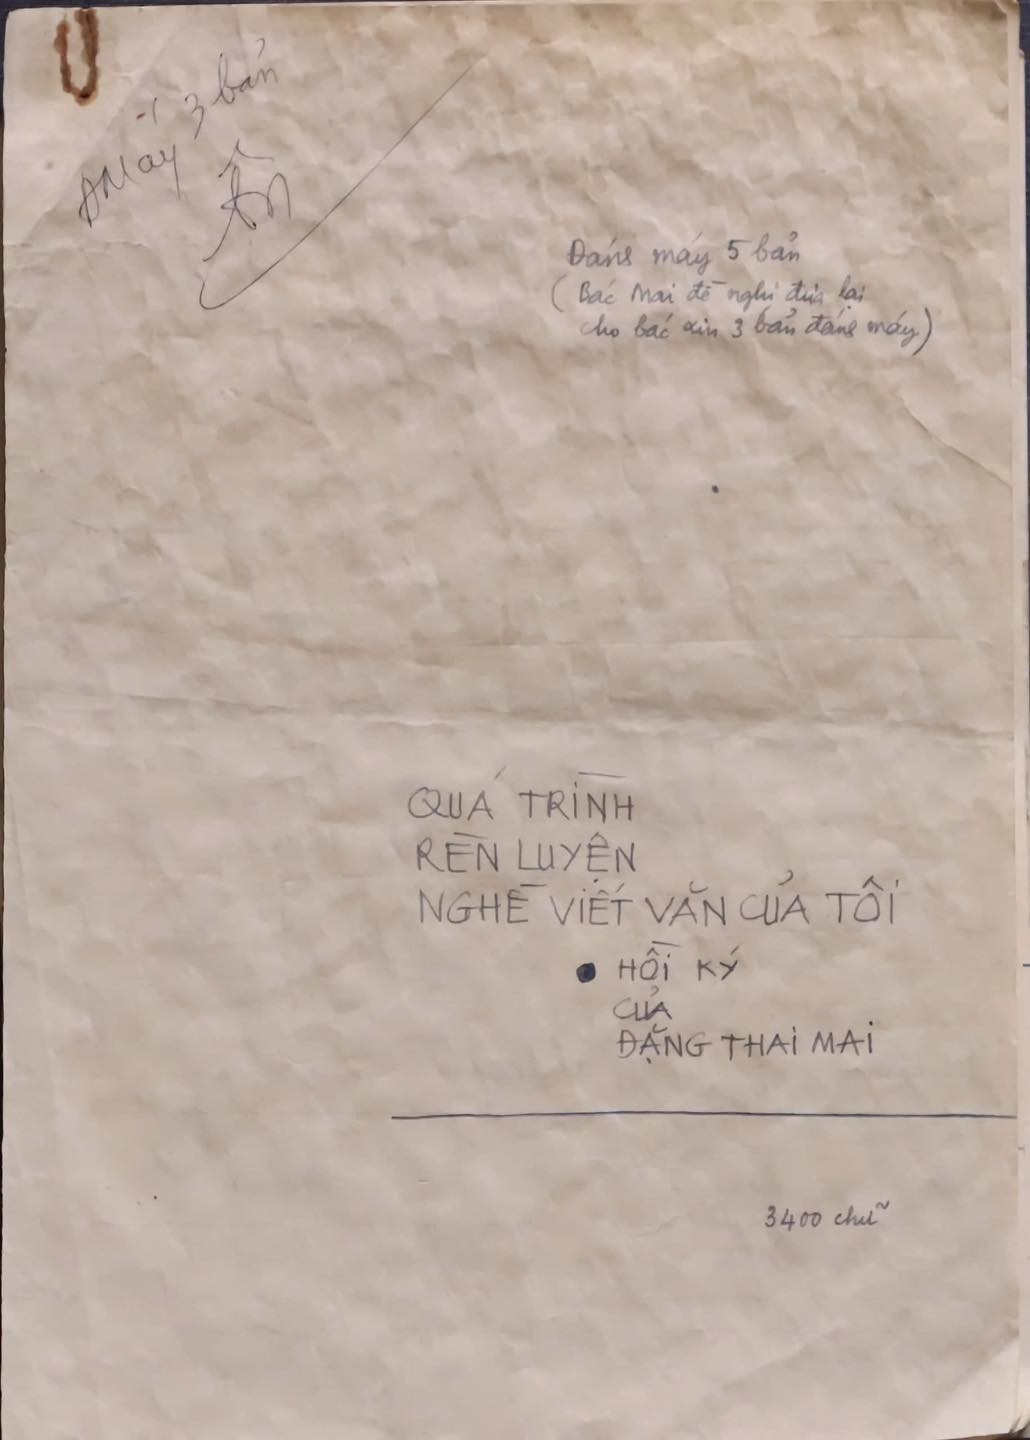 Máy 3 bản
Đánh máy 5 bản
(Bác Mai đề nghị đưa lại
cho bác xin 3 bản đánh máy)
QUÁ TRÌNH
RÈN LUYỆN
NGHỀ VIẾT VĂN CỦA TÔI
● HỒI KÝ
CỦA
ĐẶNG THAI MAI
3400 chữ